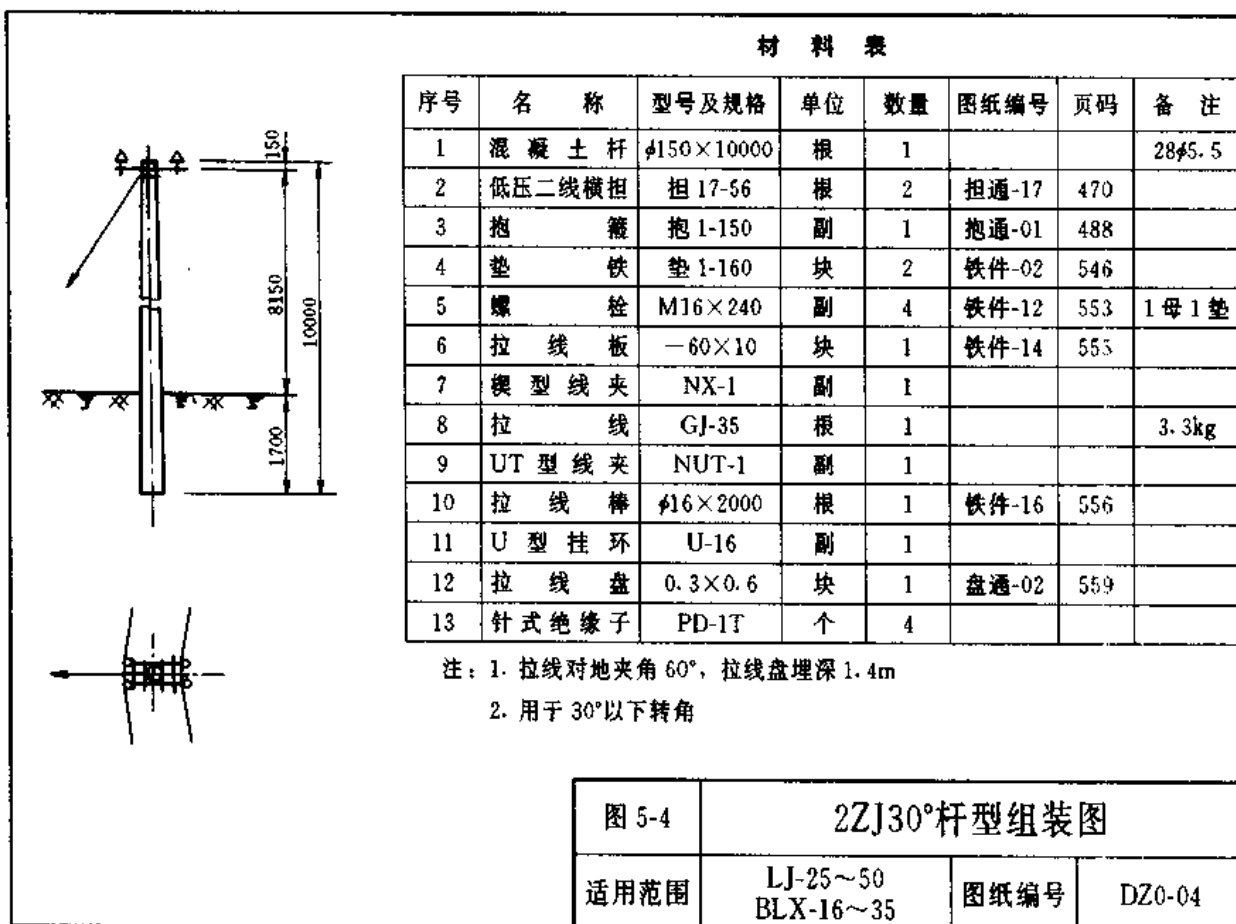 材 料 表
序号 名 称 型号及规格 单位 数量 图纸编号 页码 备 注
1 混凝土杆 ϕ150×10000 根 1 28ϕ5.5
2 低压二线横担 担17-56 根 2 担通-17 470
3 抱 箍 抱1-150 副 1 抱通-01 488
4 垫 铁 垫1-160 块 2 铁件-02 546
5 螺 栓 M16×240 副 4 铁件-12 553 1母1垫
6 拉 线 板 —60×10 块 1 铁件-14 555
7 楔型线夹 NX-1 副 1
8 拉 线 GJ-35 根 1 3.3kg
9 UT型线夹 NUT-1 副 1
10 拉 线 棒 ϕ16×2000 根 1 铁件-16 556
11 U型挂环 U-16 副 1
12 拉 线 盘 0.3×0.6 块 1 盘通-02 559
13 针式绝缘子 PD-1T 个 4
注：1. 拉线对地夹角60°，拉线盘埋深1.4m
2. 用于30°以下转角
150
8150
10000
1700
图 5-4 2ZJ30°杆型组装图
适用范围 LJ-25～50
BLX-16～35 图纸编号 DZ0-04